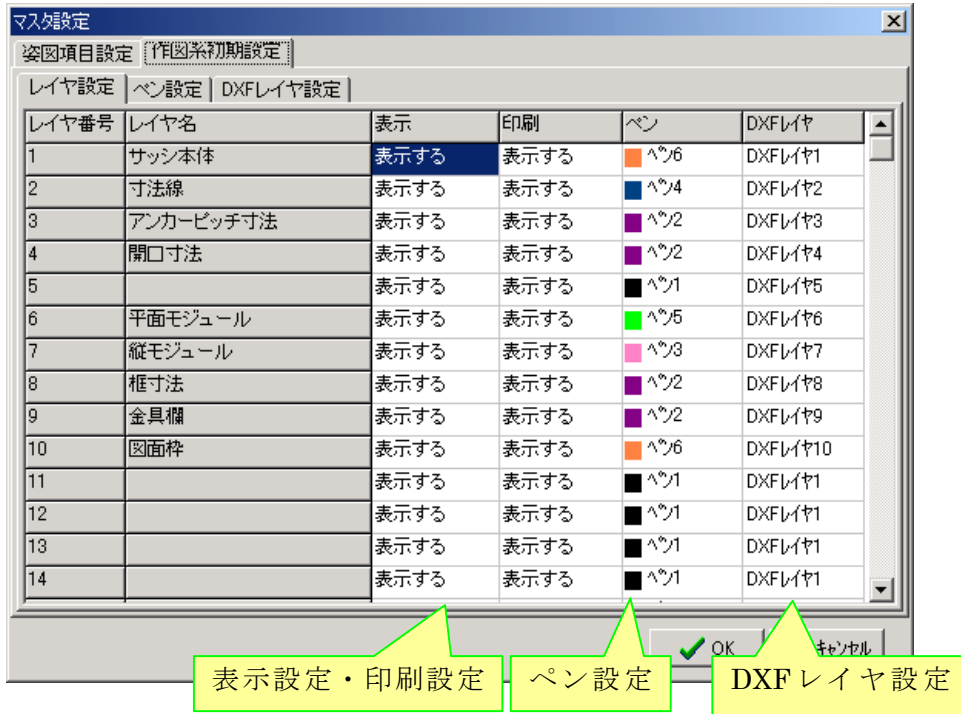 マスタ設定
姿図項目設定 作図系初期設定
レイヤ設定 ペン設定 DXFレイヤ設定
レイヤ番号 レイヤ名 表示 印刷 ペン DXFﾚｲﾔ
1 サッシ本体 表示する 表示する ﾍﾟﾝ6 DXFﾚｲﾔ1
2 寸法線 表示する 表示する ﾍﾟﾝ4 DXFﾚｲﾔ2
3 アンカーピッチ寸法 表示する 表示する ﾍﾟﾝ2 DXFﾚｲﾔ3
4 開口寸法 表示する 表示する ﾍﾟﾝ2 DXFﾚｲﾔ4
5 表示する 表示する ﾍﾟﾝ1 DXFﾚｲﾔ5
6 平面モジュール 表示する 表示する ﾍﾟﾝ5 DXFﾚｲﾔ6
7 縦モジュール 表示する 表示する ﾍﾟﾝ3 DXFﾚｲﾔ7
8 框寸法 表示する 表示する ﾍﾟﾝ2 DXFﾚｲﾔ8
9 金具欄 表示する 表示する ﾍﾟﾝ2 DXFﾚｲﾔ9
10 図面枠 表示する 表示する ﾍﾟﾝ6 DXFﾚｲﾔ10
11 表示する 表示する ﾍﾟﾝ1 DXFﾚｲﾔ1
12 表示する 表示する ﾍﾟﾝ1 DXFﾚｲﾔ1
13 表示する 表示する ﾍﾟﾝ1 DXFﾚｲﾔ1
14 表示する 表示する ﾍﾟﾝ1 DXFﾚｲﾔ1
OK ｷｬﾝｾﾙ
表示設定・印刷設定 ペン設定 DXFレイヤ設定